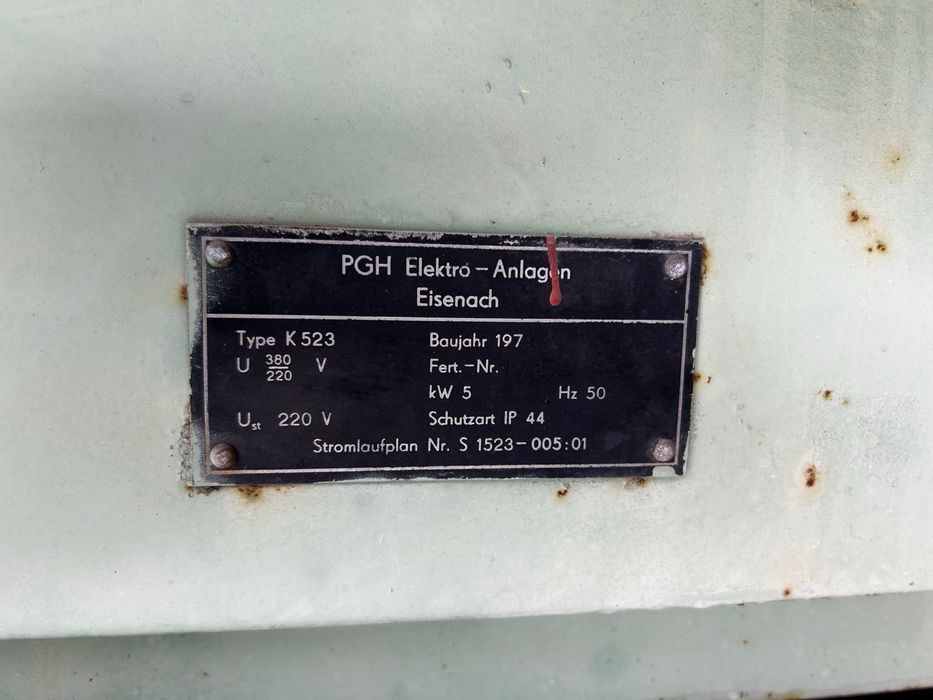 PGH Elektro-Anlagen
Eisenach
Type K 523
Baujahr 197
U 380/220 V
Fert.-Nr.
kW 5
Hz 50
Ust 220 V
Schutzart IP 44
Stromlaufplan Nr. S 1523-005:01